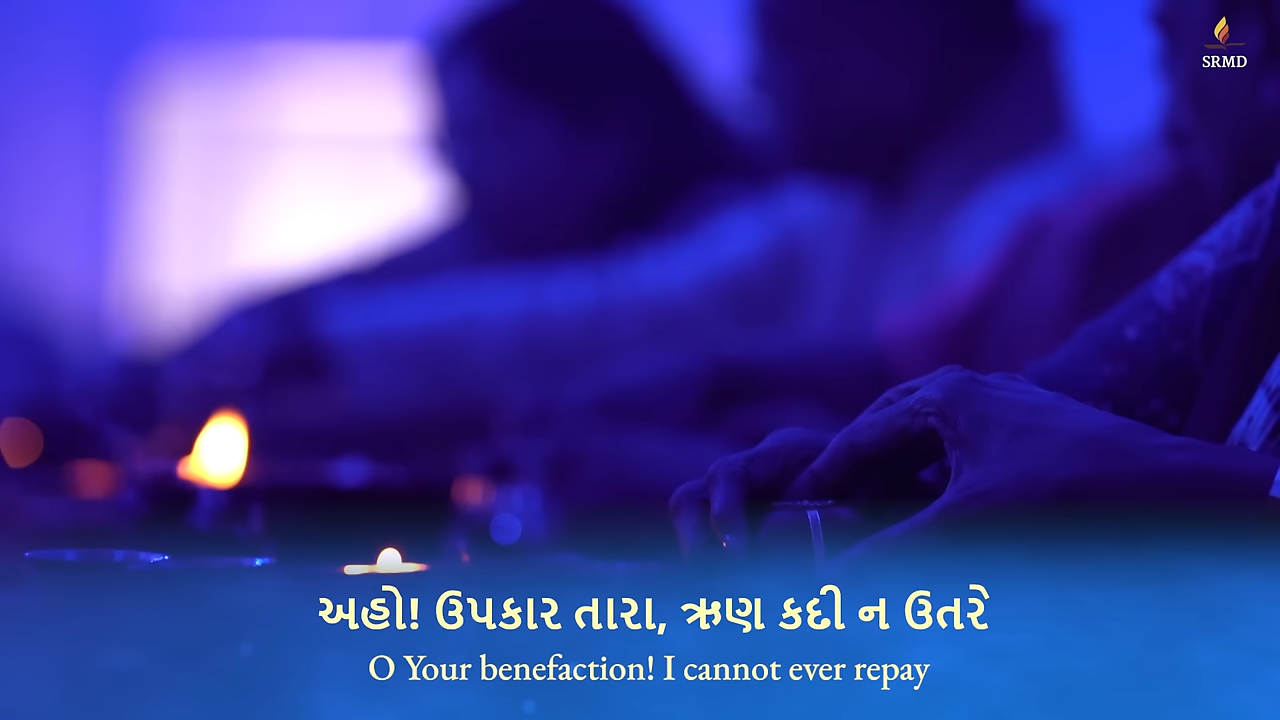 SRMD
અહો! ઉપકાર તારા, ઋણ કદી ન ઉતરે
O Your benefaction! I cannot ever repay